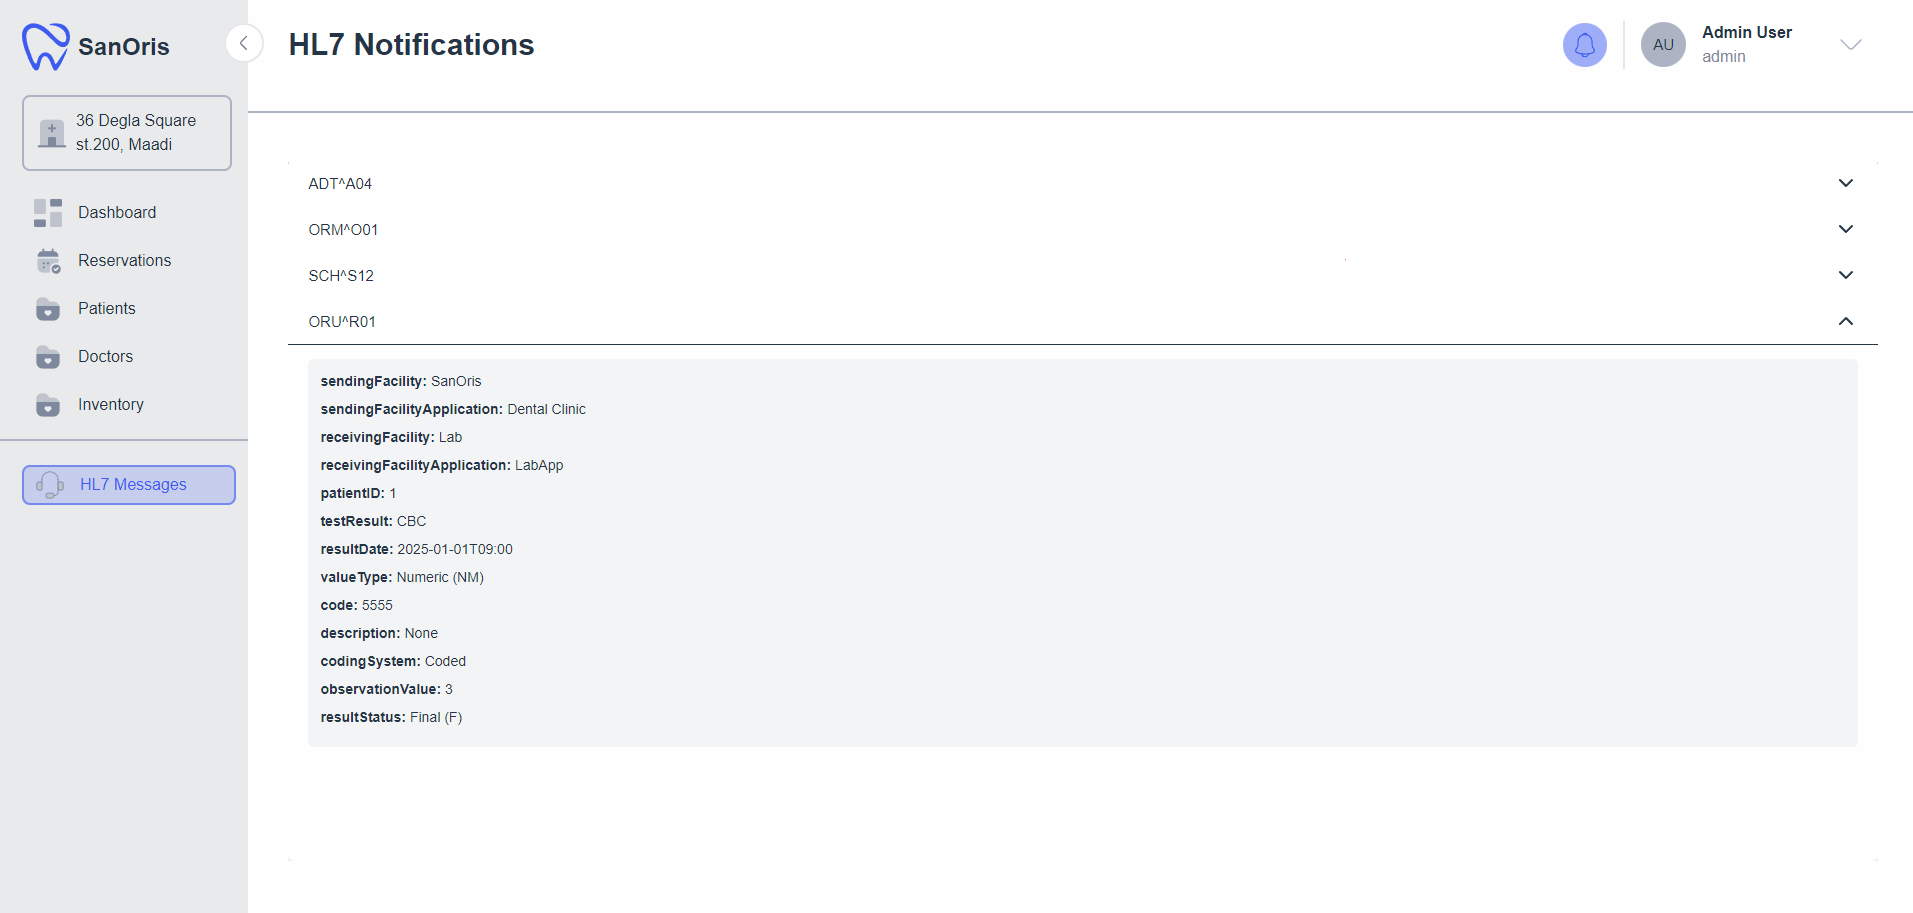 SanOris
HL7 Notifications
AU
Admin User
admin
36 Degla Square
st.200, Maadi
Dashboard
Reservations
Patients
Doctors
Inventory
HL7 Messages
ADT^A04
ORM^O01
SCH^S12
ORU^R01
sendingFacility: SanOris
sendingFacilityApplication: Dental Clinic
receivingFacility: Lab
receivingFacilityApplication: LabApp
patientID: 1
testResult: CBC
resultDate: 2025-01-01T09:00
valueType: Numeric (NM)
code: 5555
description: None
codingSystem: Coded
observationValue: 3
resultStatus: Final (F)